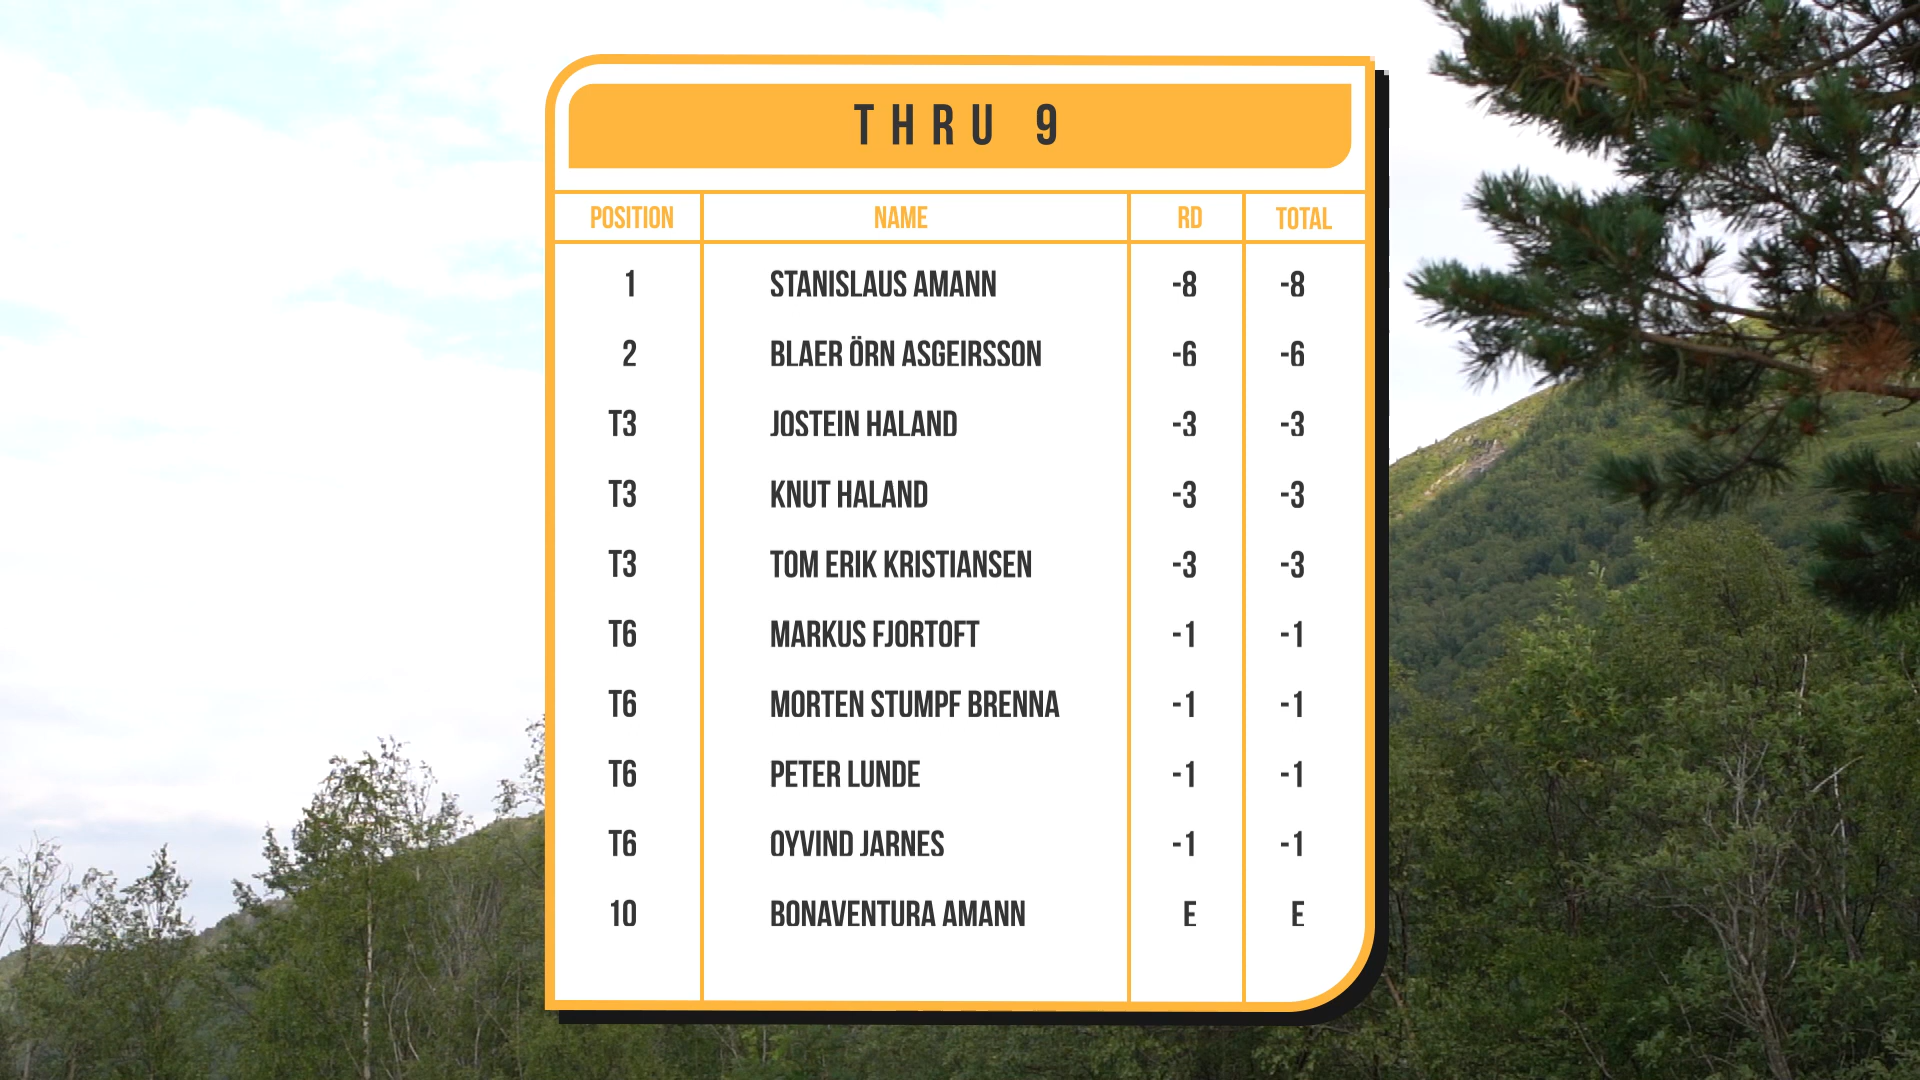 THRU 9
POSITION NAME RD TOTAL
1 STANISLAUS AMANN -8 -8
2 BLAER ÖRN ASGEIRSSON -6 -6
T3 JOSTEIN HALAND -3 -3
T3 KNUT HALAND -3 -3
T3 TOM ERIK KRISTIANSEN -3 -3
T6 MARKUS FJORTOFT -1 -1
T6 MORTEN STUMPF BRENNA -1 -1
T6 PETER LUNDE -1 -1
T6 OYVIND JARNES -1 -1
10 BONAVENTURA AMANN E E